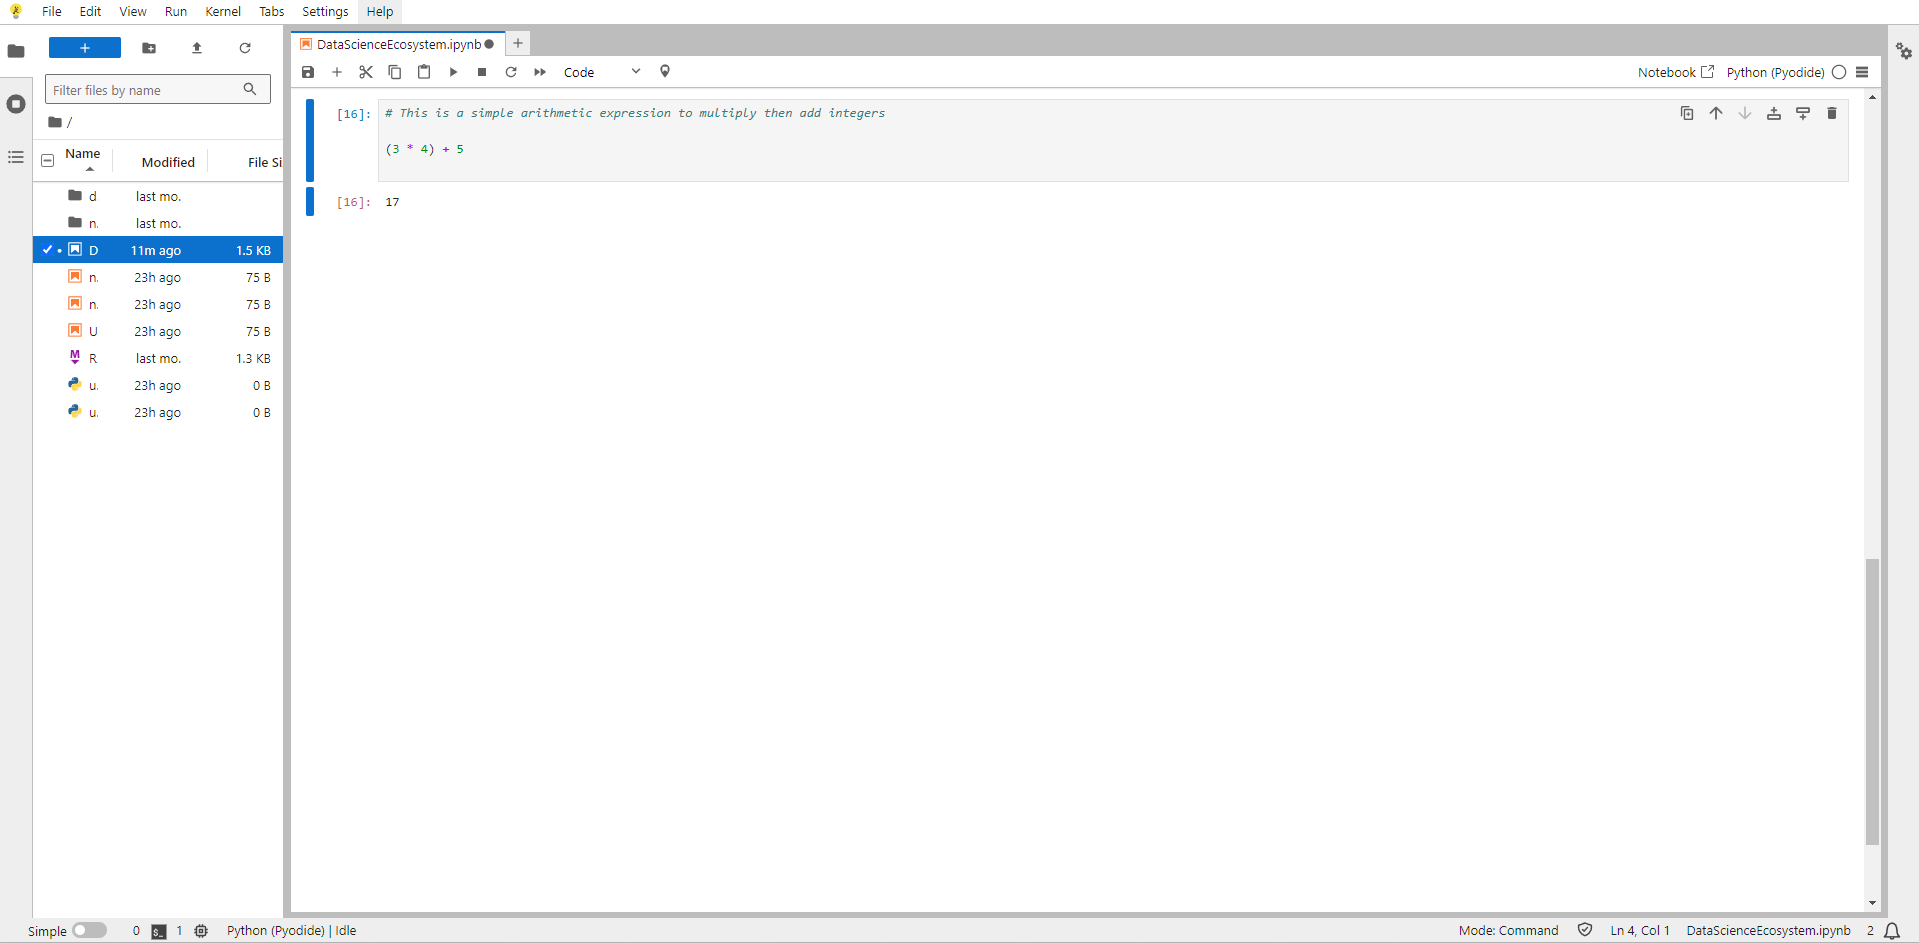 File Edit View Run Kernel Tabs Settings Help
DataScienceEcosystem.ipynb
Code
Notebook
Python (Pyodide)
Filter files by name
/
Name Modified File Si
d last mo.
n. last mo.
D 11m ago 1.5 KB
n. 23h ago 75 B
n. 23h ago 75 B
U 23h ago 75 B
R last mo. 1.3 KB
u. 23h ago 0 B
u. 23h ago 0 B
[16]: # This is a simple arithmetic expression to multiply then add integers
(3 * 4) + 5
[16]: 17
Simple 0 $_ 1 Python (Pyodide) | Idle Mode: Command Ln 4, Col 1 DataScienceEcosystem.ipynb 2